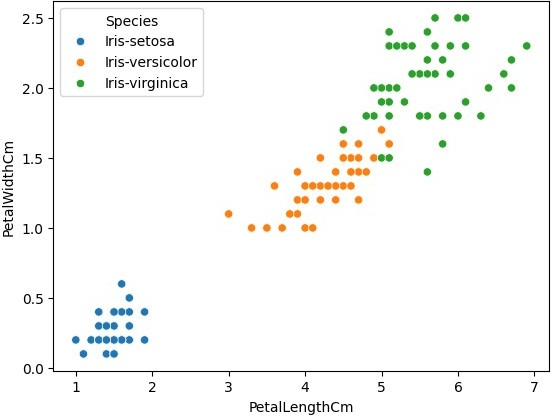 2.5
2.0
1.5
1.0
0.5
0.0
PetalWidthCm
Species
Iris-setosa
Iris-versicolor
Iris-virginica
1 2 3 4 5 6 7
PetalLengthCm